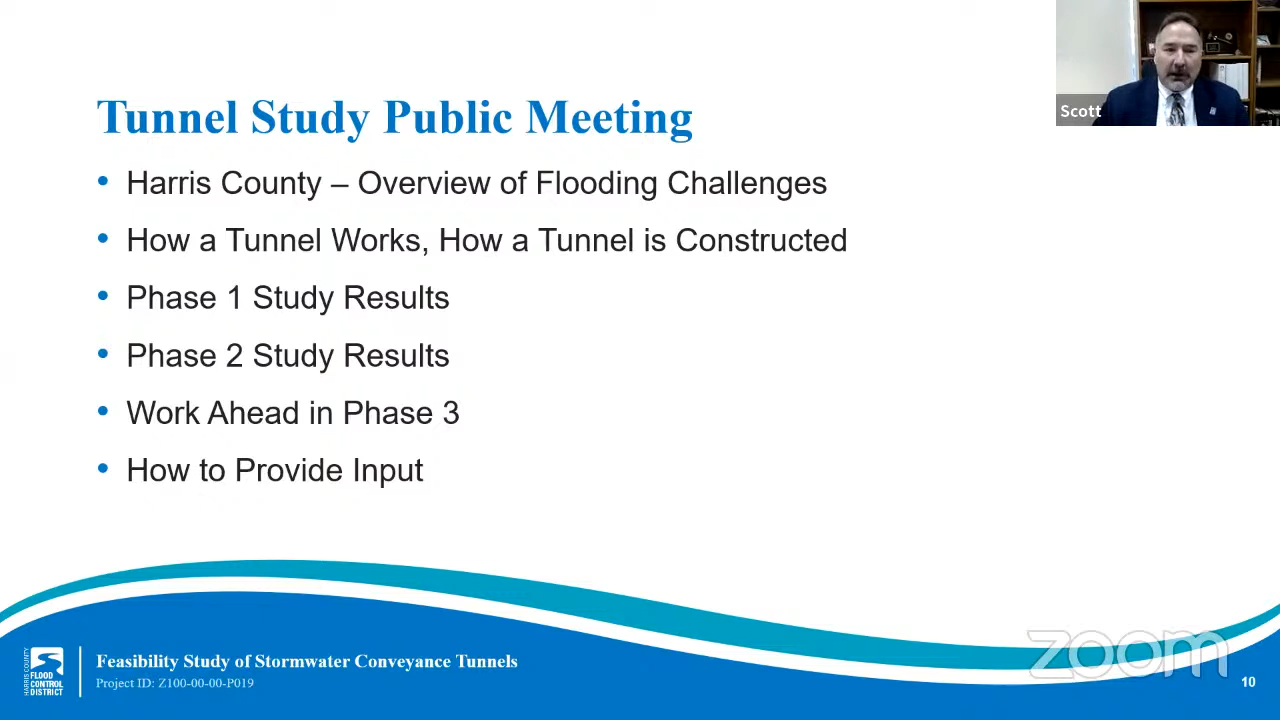 Scott
Tunnel Study Public Meeting
• Harris County – Overview of Flooding Challenges
• How a Tunnel Works, How a Tunnel is Constructed
• Phase 1 Study Results
• Phase 2 Study Results
• Work Ahead in Phase 3
• How to Provide Input
HARRIS COUNTY
FLOOD
CONTROL
DISTRICT
Feasibility Study of Stormwater Conveyance Tunnels
Project ID: Z100-00-00-P019
zoom
10